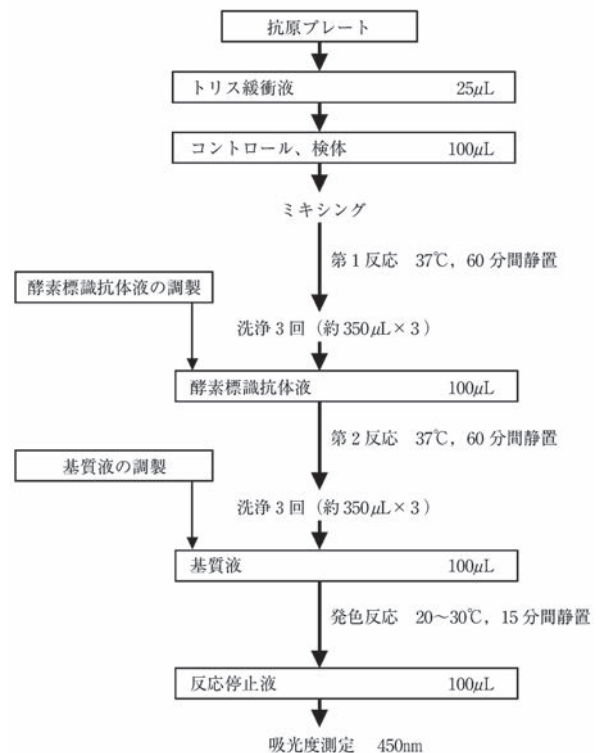 抗原プレート
トリス緩衝液 25μL
コントロール、検体 100μL
ミキシング
第1反応 37℃, 60分間静置
酵素標識抗体液の調製
洗浄3回(約350μL×3)
酵素標識抗体液 100μL
第2反応 37℃, 60分間静置
基質液の調製
洗浄3回(約350μL×3)
基質液 100μL
発色反応 20~30℃, 15分間静置
反応停止液 100μL
吸光度測定 450nm